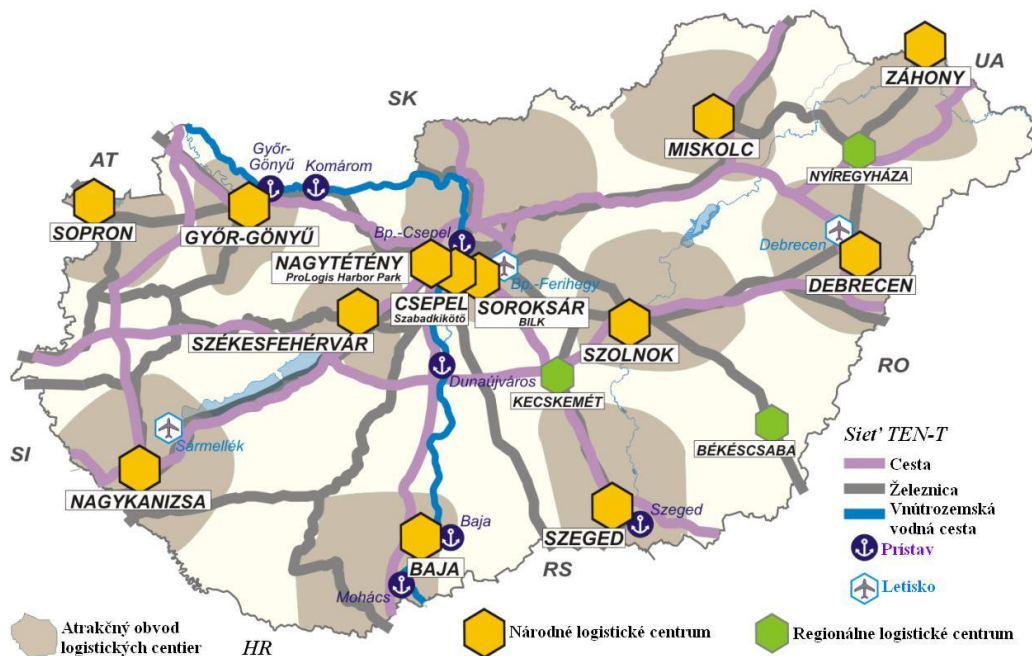 SK
UA
ZÁHONY
MISKOLC
Győr-
Gönyű
Komárom
AT
NYÍREGYHÁZA
SOPRON
GYŐR-GÖNYŰ
Bp.-Csepel
Debrecen
NAGYTÉTÉNY
ProLogis Harbor Park
Bp.-Ferihegy
DEBRECEN
CSEPEL
Szabadkikötő
SOROKSÁR
BILK
SZÉKESFEHÉRVÁR
SZOLNOK
RO
Dunaújváros
KECSKEMÉT
Sármellék
BÉKÉSCSABA
SI
NAGYKANIZSA
Baja
SZEGED
Szeged
BAJA
RS
Mohács
HR
Sieť TEN-T
Cesta
Železnica
Vnútrozemská
vodná cesta
Prístav
Letisko
Atrakčný obvod
logistických centier
Národné logistické centrum
Regionálne logistické centrum